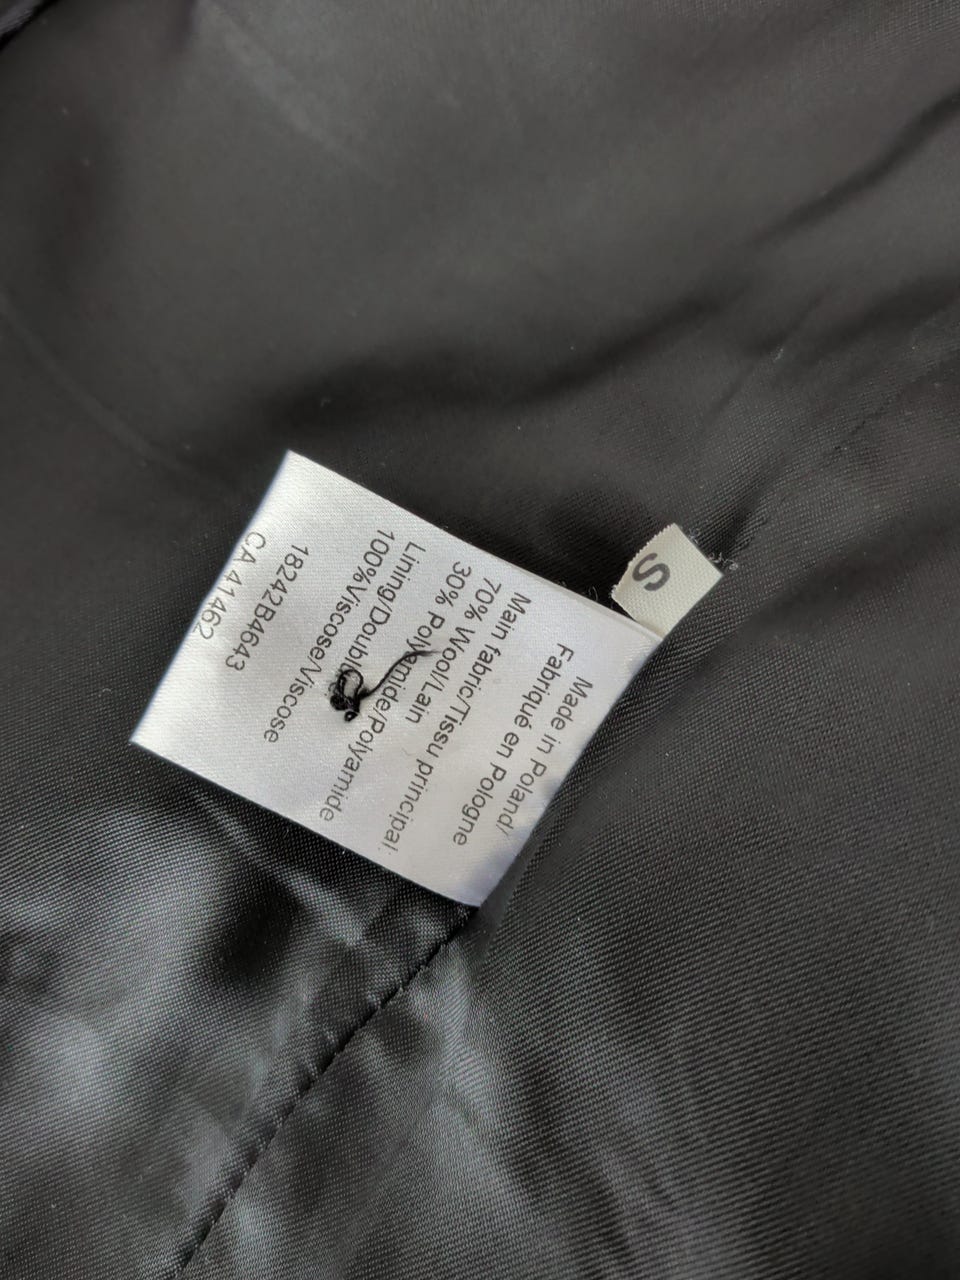 S
Made in Poland/
Fabriqué en Pologne
Main fabric/Tissu principal:
70% Wool/Lain
30% Polyamide/Polyamide
Lining/Doubl
100%Viscose/Viscose
18242B4643
CA 41462